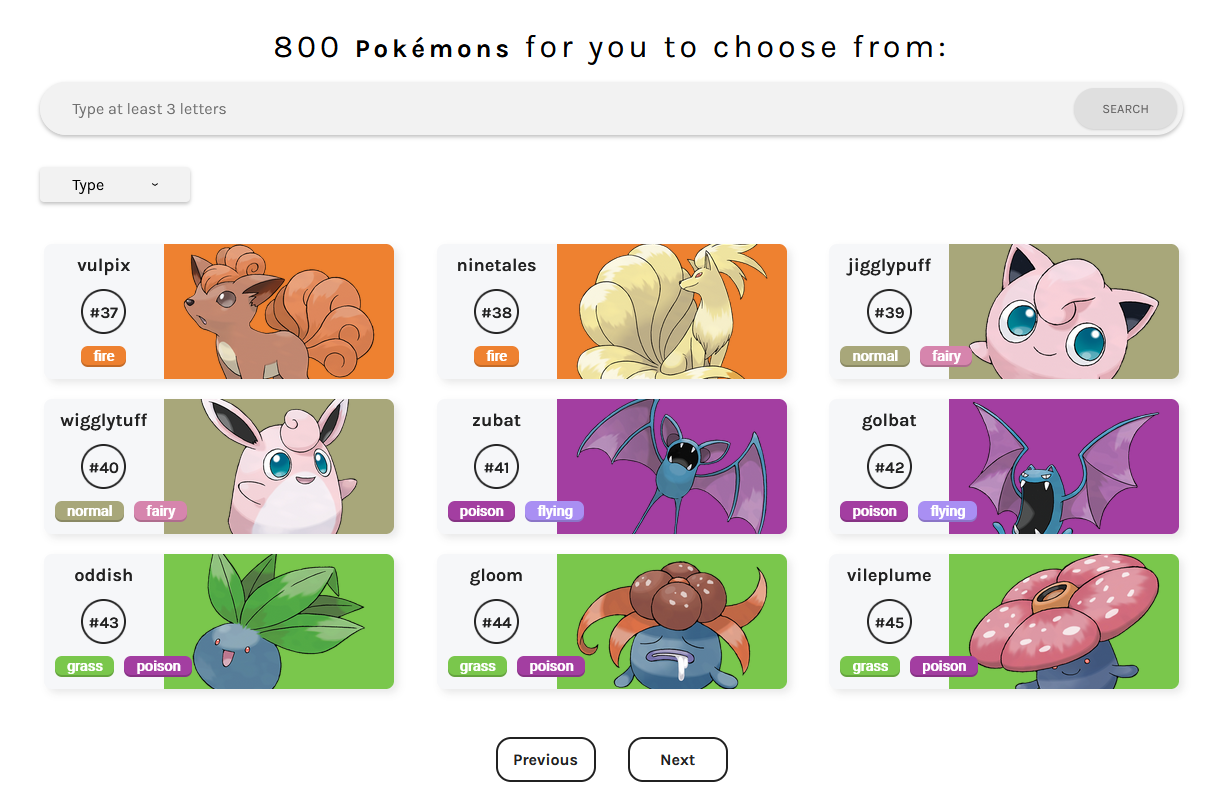 800 Pokémons for you to choose from:
Type at least 3 letters
SEARCH
Type
vulpix
#37
fire
ninetales
#38
fire
jigglypuff
#39
normal fairy
wigglytuff
#40
normal fairy
zubat
#41
poison flying
golbat
#42
poison flying
oddish
#43
grass poison
gloom
#44
grass poison
vileplume
#45
grass poison
Previous
Next